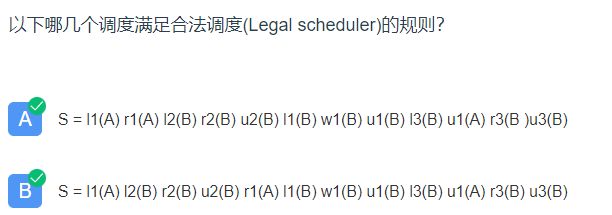 以下哪几个调度满足合法调度(Legal scheduler)的规则?
A S = l1(A) r1(A) l2(B) r2(B) u2(B) l1(B) w1(B) u1(B) l3(B) u1(A) r3(B )u3(B)
B S = l1(A) l2(B) r2(B) u2(B) r1(A) l1(B) w1(B) u1(B) l3(B) u1(A) r3(B) u3(B)